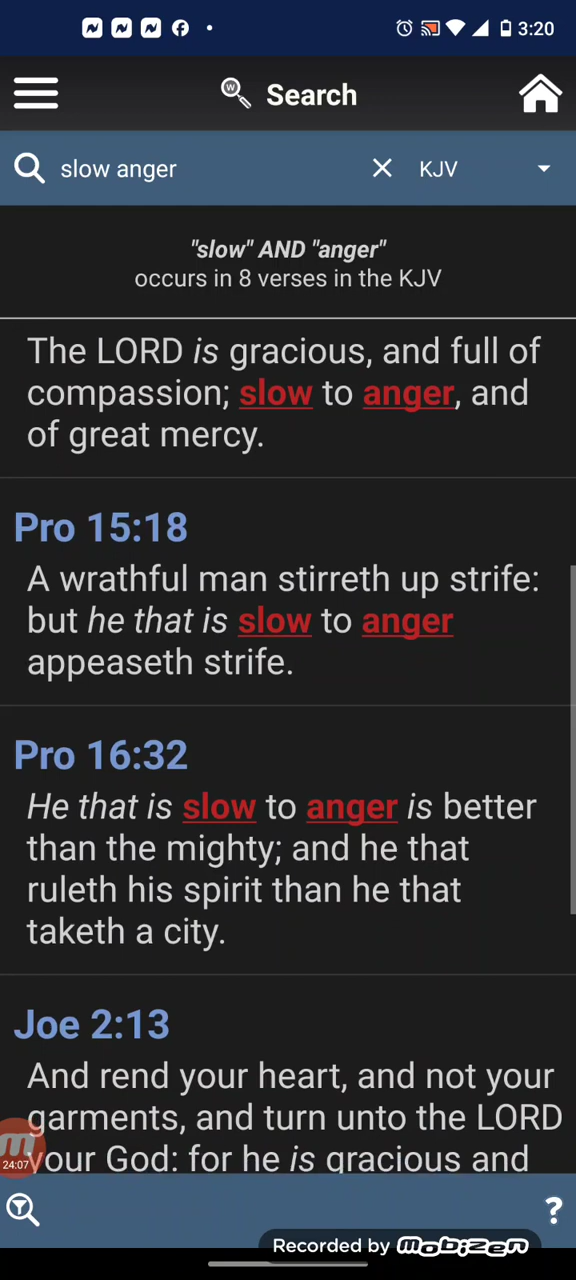 3:20
Search
slow anger
KJV
"slow" AND "anger"
occurs in 8 verses in the KJV
The LORD is gracious, and full of
compassion; slow to anger, and
of great mercy.
Pro 15:18
A wrathful man stirreth up strife:
but he that is slow to anger
appeaseth strife.
Pro 16:32
He that is slow to anger is better
than the mighty; and he that
ruleth his spirit than he that
taketh a city.
Joe 2:13
And rend your heart, and not your
garments, and turn unto the LORD
your God: for he is gracious and
24:07
?
Recorded by mobizen